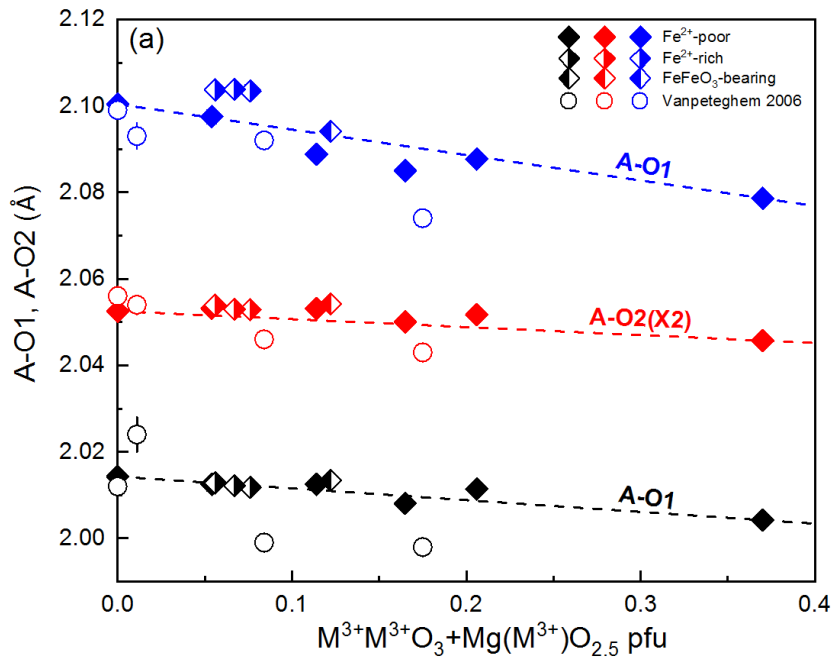 (a)
Fe²⁺-poor
Fe²⁺-rich
FeFeO₃-bearing
Vanpeteghem 2006
A-O1
A-O2(X2)
A-O1
A-O1, A-O2 (Å)
2.12
2.10
2.08
2.06
2.04
2.02
2.00
0.0
0.1
0.2
0.3
0.4
M³⁺M³⁺O₃+Mg(M³⁺)O₂.₅ pfu